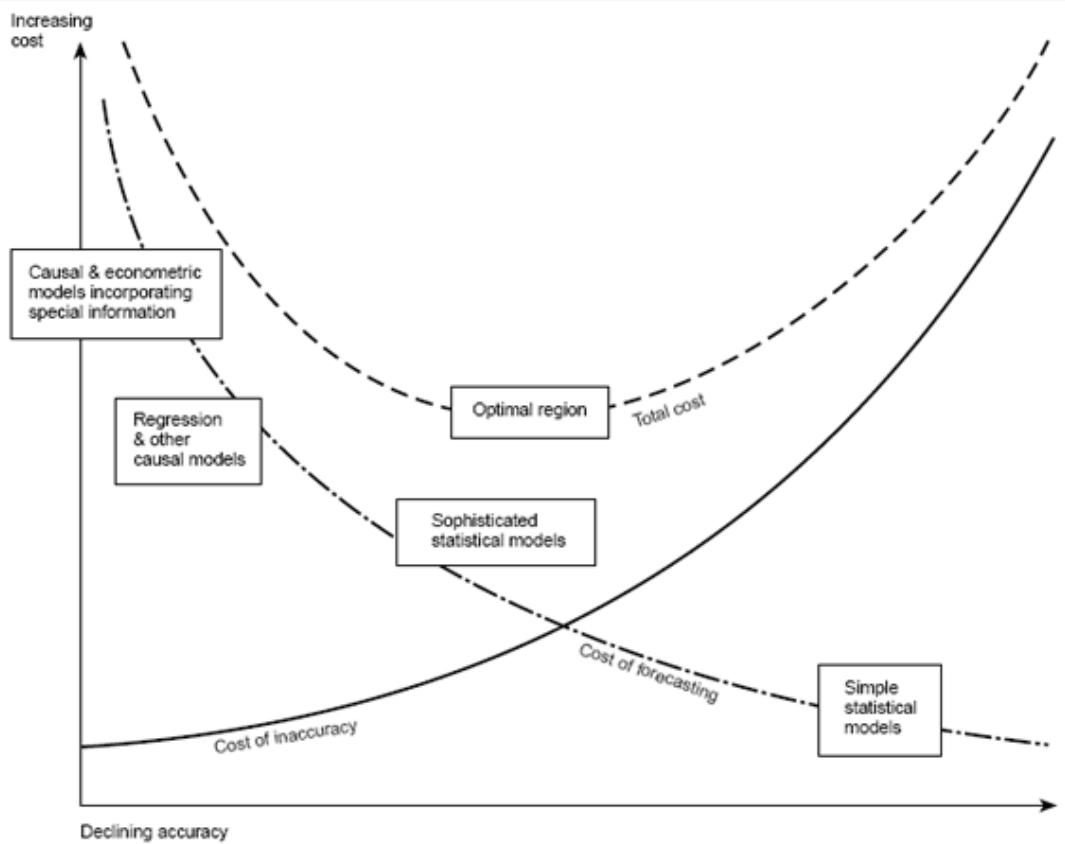 Increasing
cost
Causal & econometric
models incorporating
special information
Regression
& other
causal models
Optimal region
Total cost
Sophisticated
statistical models
Cost of forecasting
Simple
statistical
models
Cost of inaccuracy
Declining accuracy